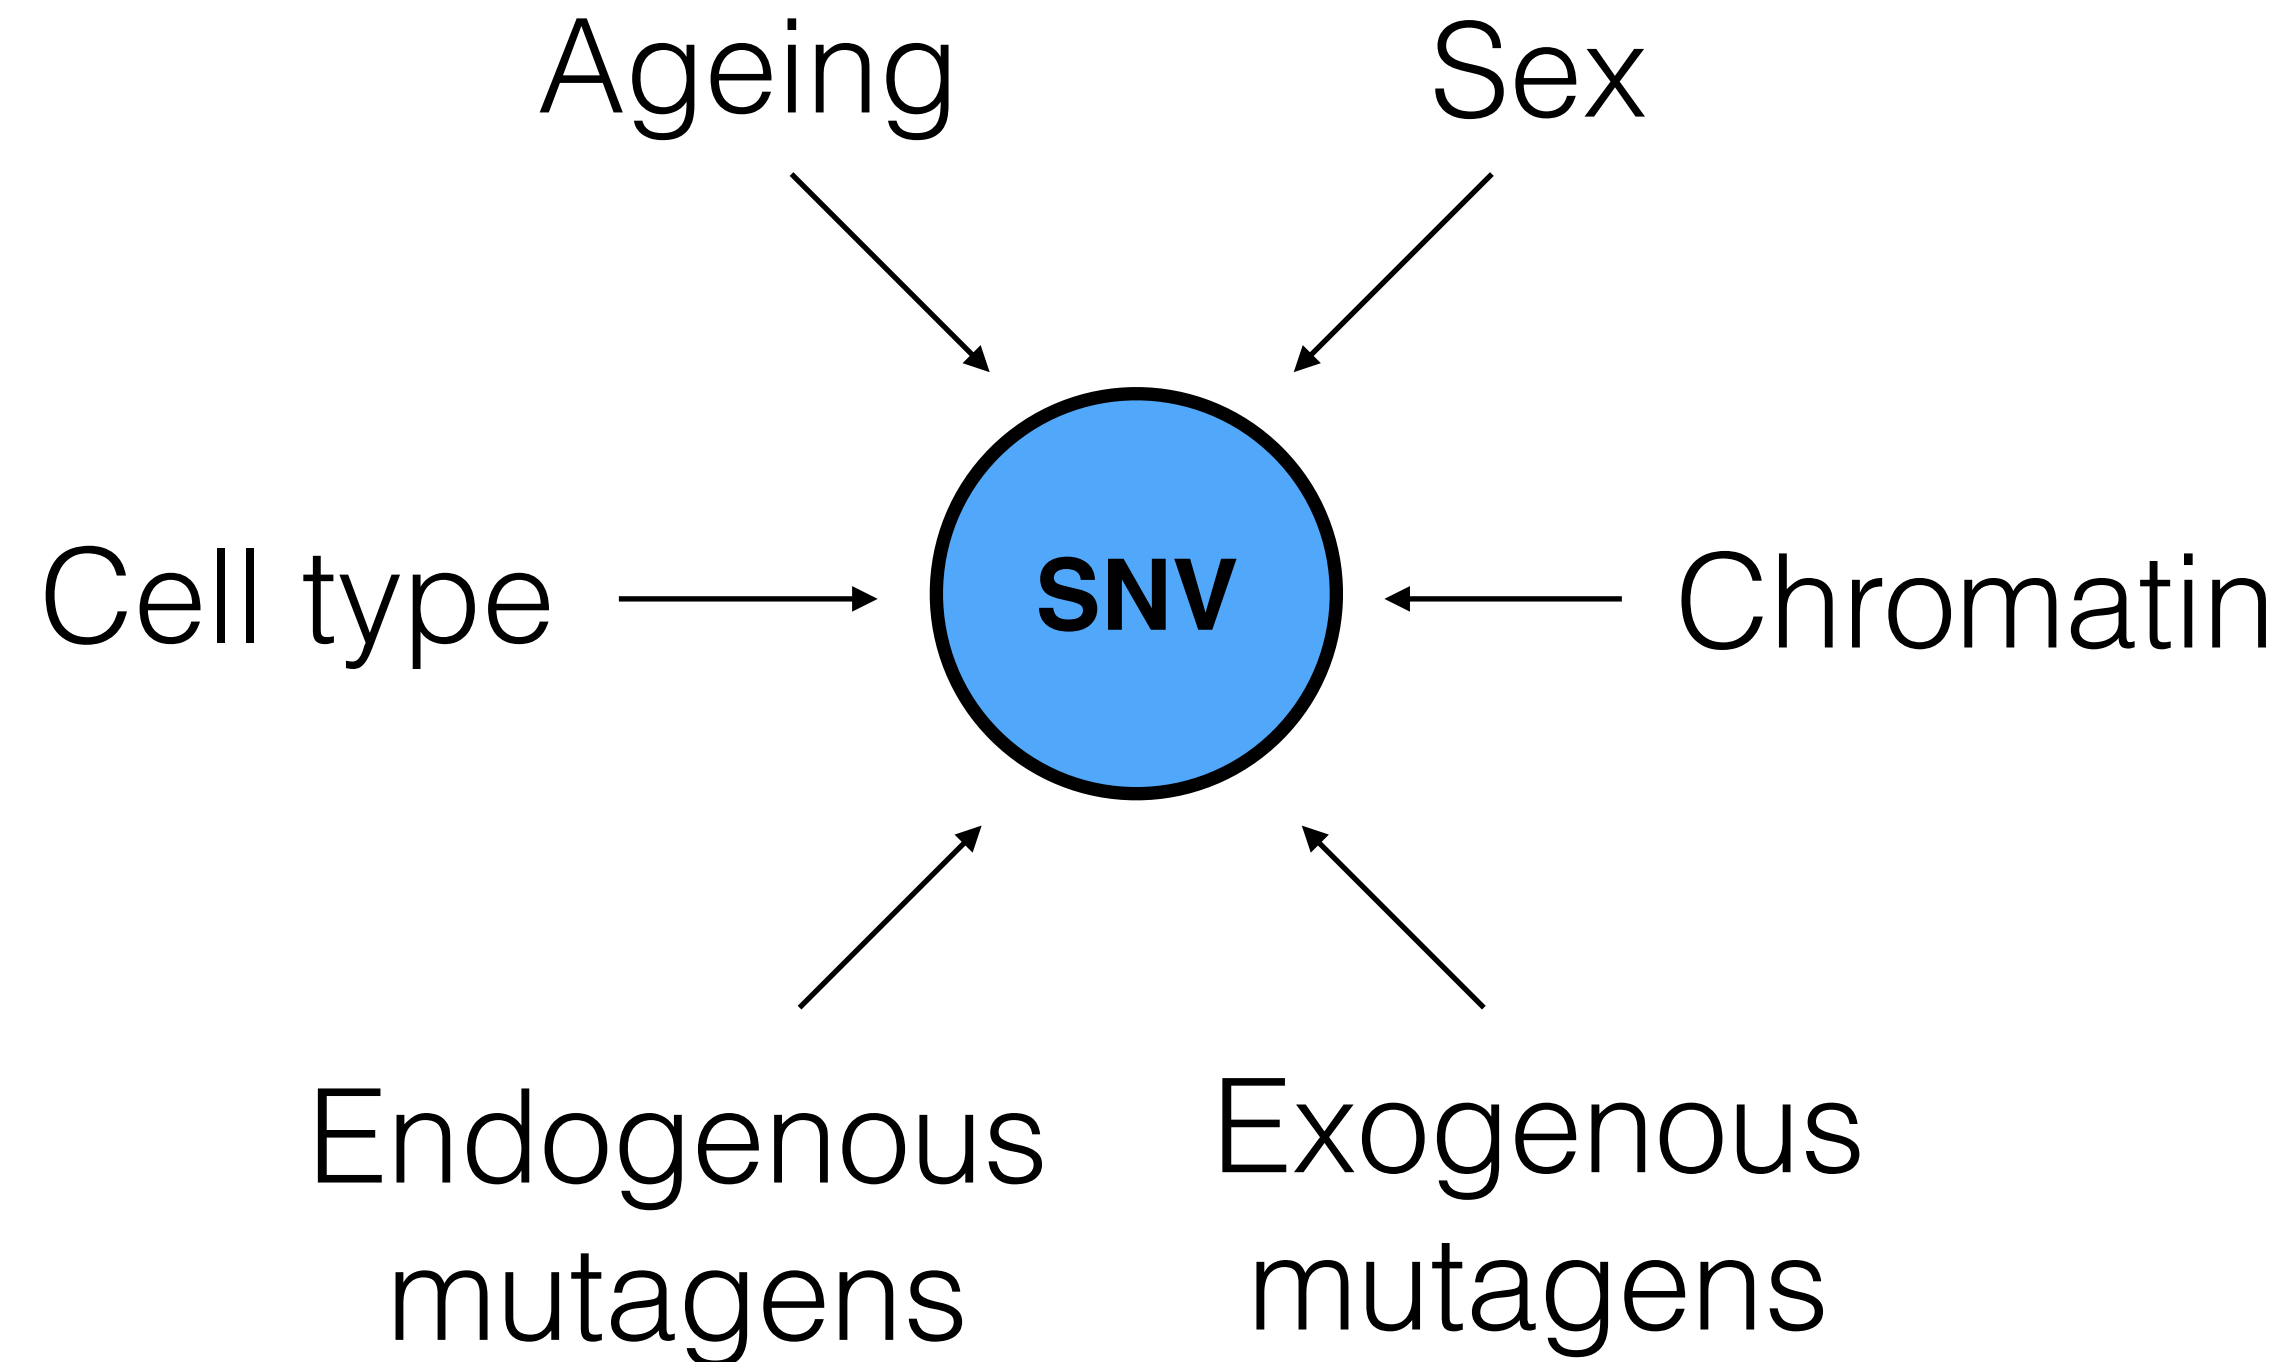 Ageing
Sex
Cell type
SNV
Chromatin
Endogenous
mutagens
Exogenous
mutagens